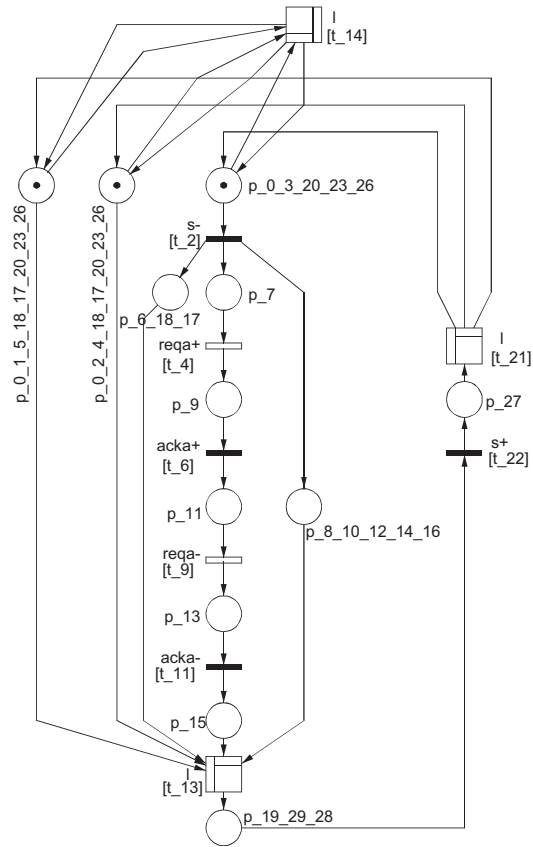 I
[t_14]
p_0_3_20_23_26
s-
[t_2]
p_0_1_5_18_17_20_23_26
p_0_2_4_18_17_20_23_26
p_6_18_17
p_7
I
[t_21]
reqa+
[t_4]
p_9
p_27
acka+
[t_6]
s+
[t_22]
p_11
p_8_10_12_14_16
reqa-
[t_9]
p_13
acka-
[t_11]
p_15
I
[t_13]
p_19_29_28